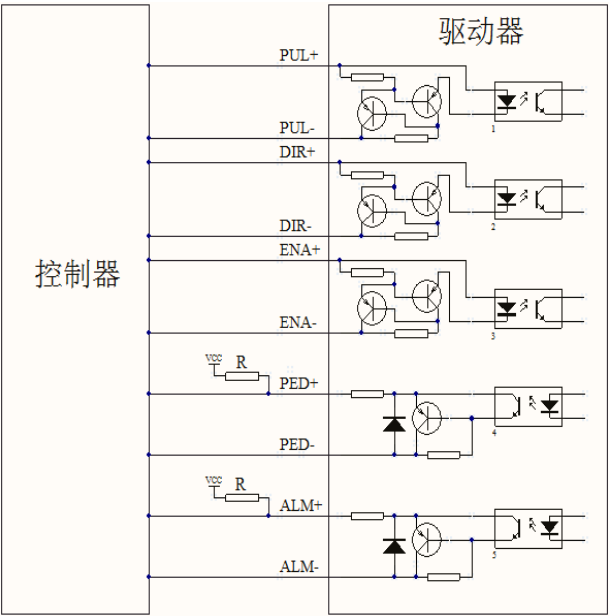 驱动器
控制器
PUL+
1
PUL-
DIR+
2
DIR-
ENA+
3
ENA-
VCC
R
PED+
4
PED-
VCC
R
ALM+
5
ALM-